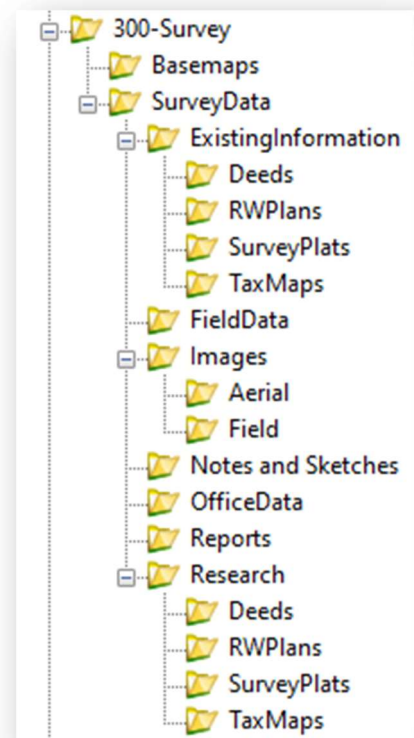 300-Survey
Basemaps
SurveyData
ExistingInformation
Deeds
RWPlans
SurveyPlats
TaxMaps
FieldData
Images
Aerial
Field
Notes and Sketches
OfficeData
Reports
Research
Deeds
RWPlans
SurveyPlats
TaxMaps